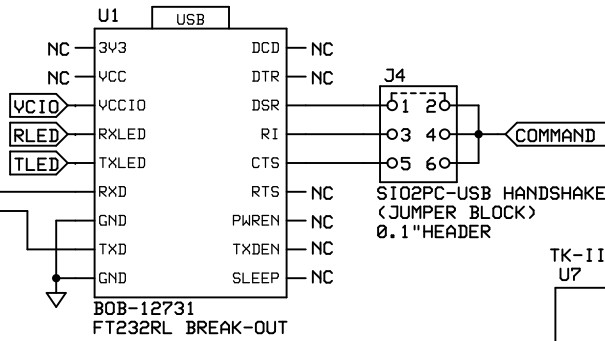 U1
USB
NC 3V3 DCD NC
NC VCC DTR NC
J4
VCIO VCCIO DSR 1 2
RLED RXLED RI 3 4 COMMAND
TLED TXLED CTS 5 6
RXD RTS NC
SIO2PC-USB HANDSHAKE
(JUMPER BLOCK)
0.1"HEADER
GND PWREN NC
TXD TXDEN NC
GND SLEEP NC
TK-II
U7
BOB-12731
FT232RL BREAK-OUT